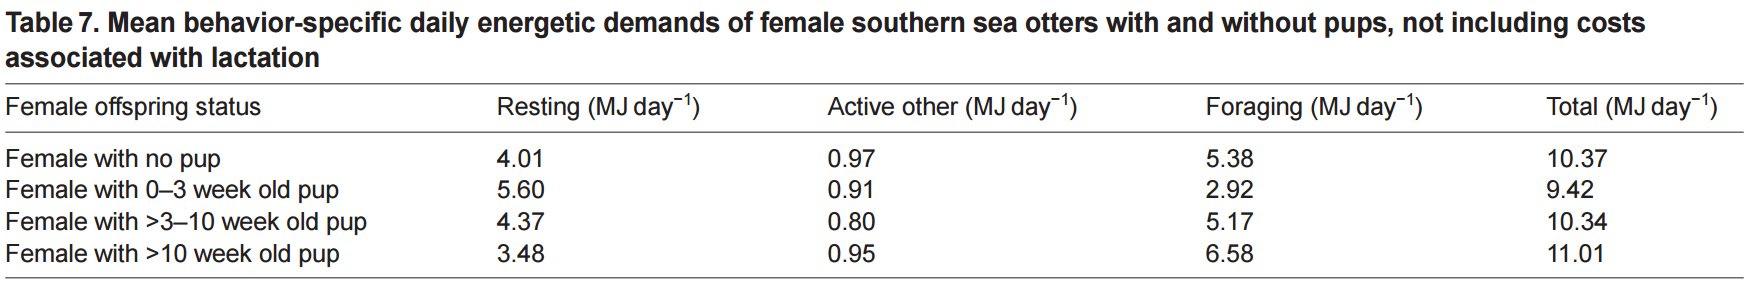 Table 7. Mean behavior-specific daily energetic demands of female southern sea otters with and without pups, not including costs
associated with lactation
Female offspring status Resting (MJ day⁻¹) Active other (MJ day⁻¹) Foraging (MJ day⁻¹) Total (MJ day⁻¹)
Female with no pup 4.01 0.97 5.38 10.37
Female with 0–3 week old pup 5.60 0.91 2.92 9.42
Female with >3–10 week old pup 4.37 0.80 5.17 10.34
Female with >10 week old pup 3.48 0.95 6.58 11.01